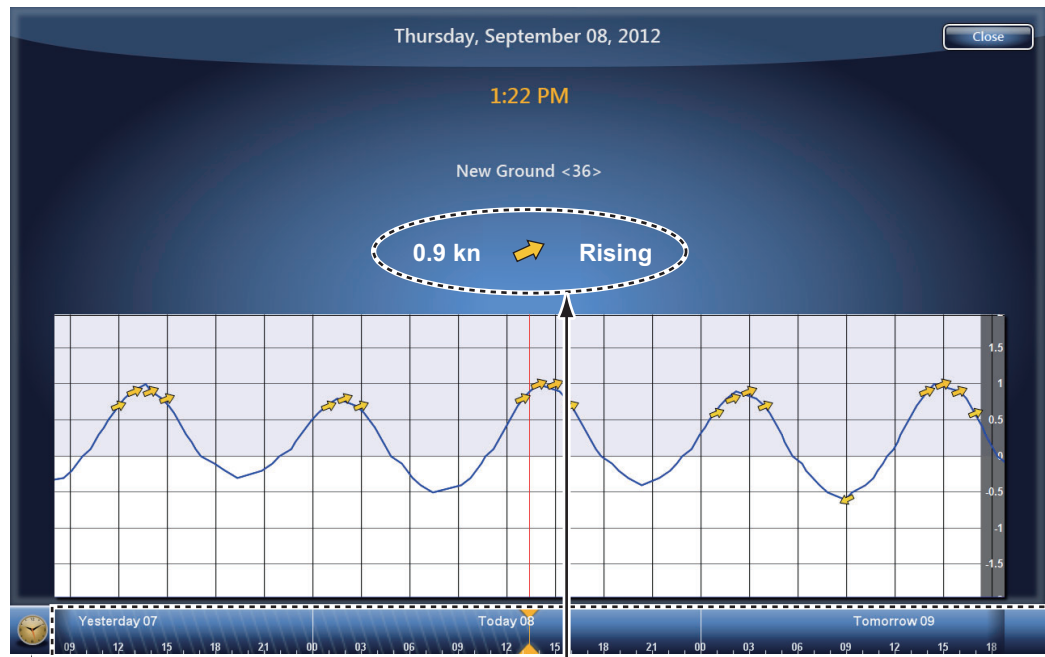 Thursday, September 08, 2012
Close
1:22 PM
New Ground <36>
0.9 kn Rising
1.5
1
0.5
0
-0.5
-1
-1.5
Yesterday 07 Today 08 Tomorrow 09
09 12 15 18 21 00 03 06 09 12 15 18 21 00 03 06 09 12 15 18